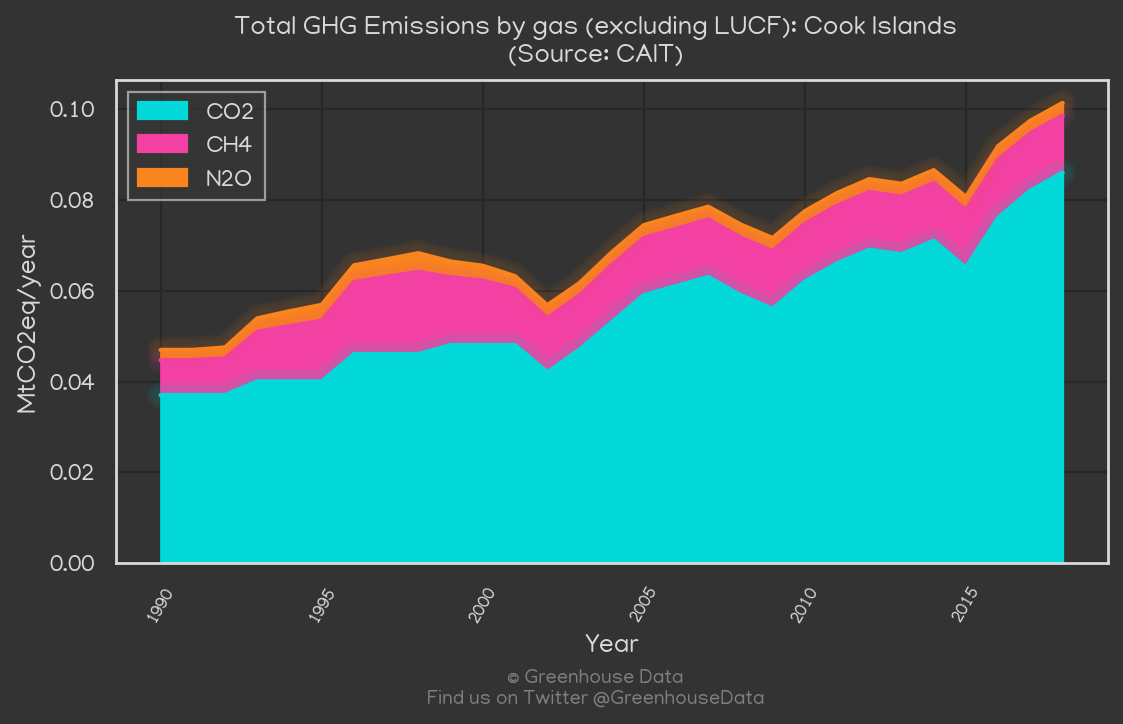 Total GHG Emissions by gas (excluding LUCF): Cook Islands
(Source: CAIT)
CO2
CH4
N2O
MtCO2eq/year
0.10
0.08
0.06
0.04
0.02
0.00
1990
1995
2000
2005
2010
2015
Year
© Greenhouse Data
Find us on Twitter @GreenhouseData